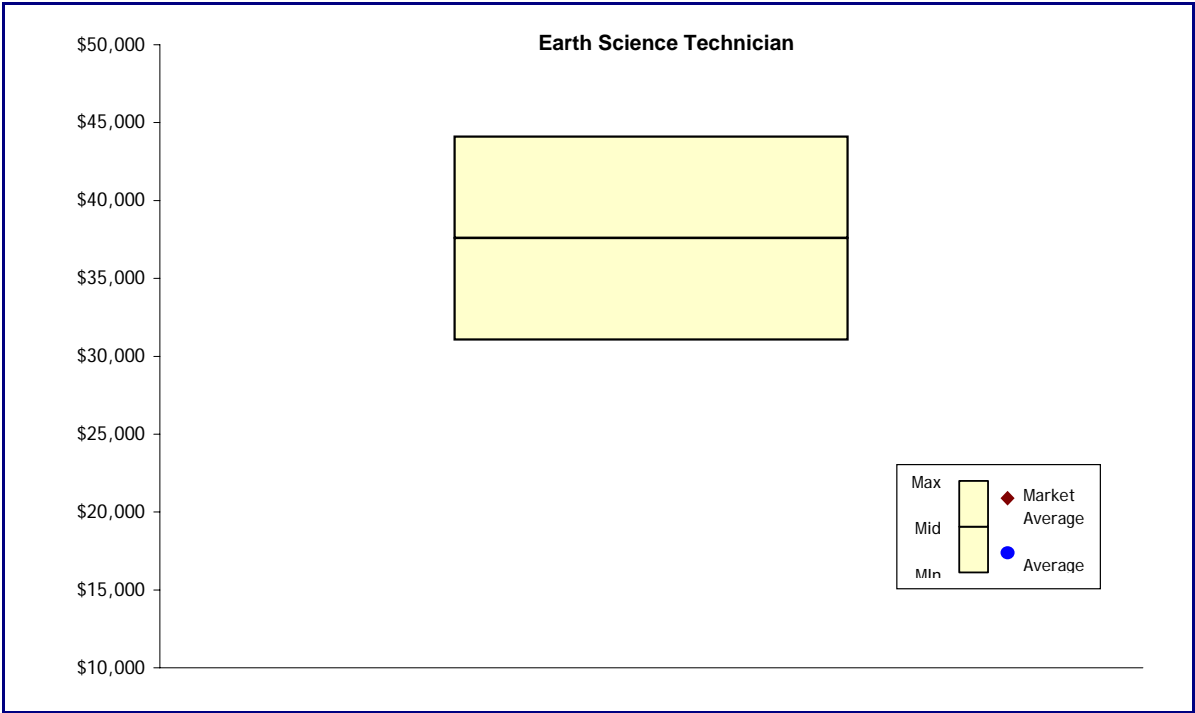 Earth Science Technician
$50,000
$45,000
$40,000
$35,000
$30,000
$25,000
$20,000
$15,000
$10,000
Max
Mid
MIn
Market
Average
Average